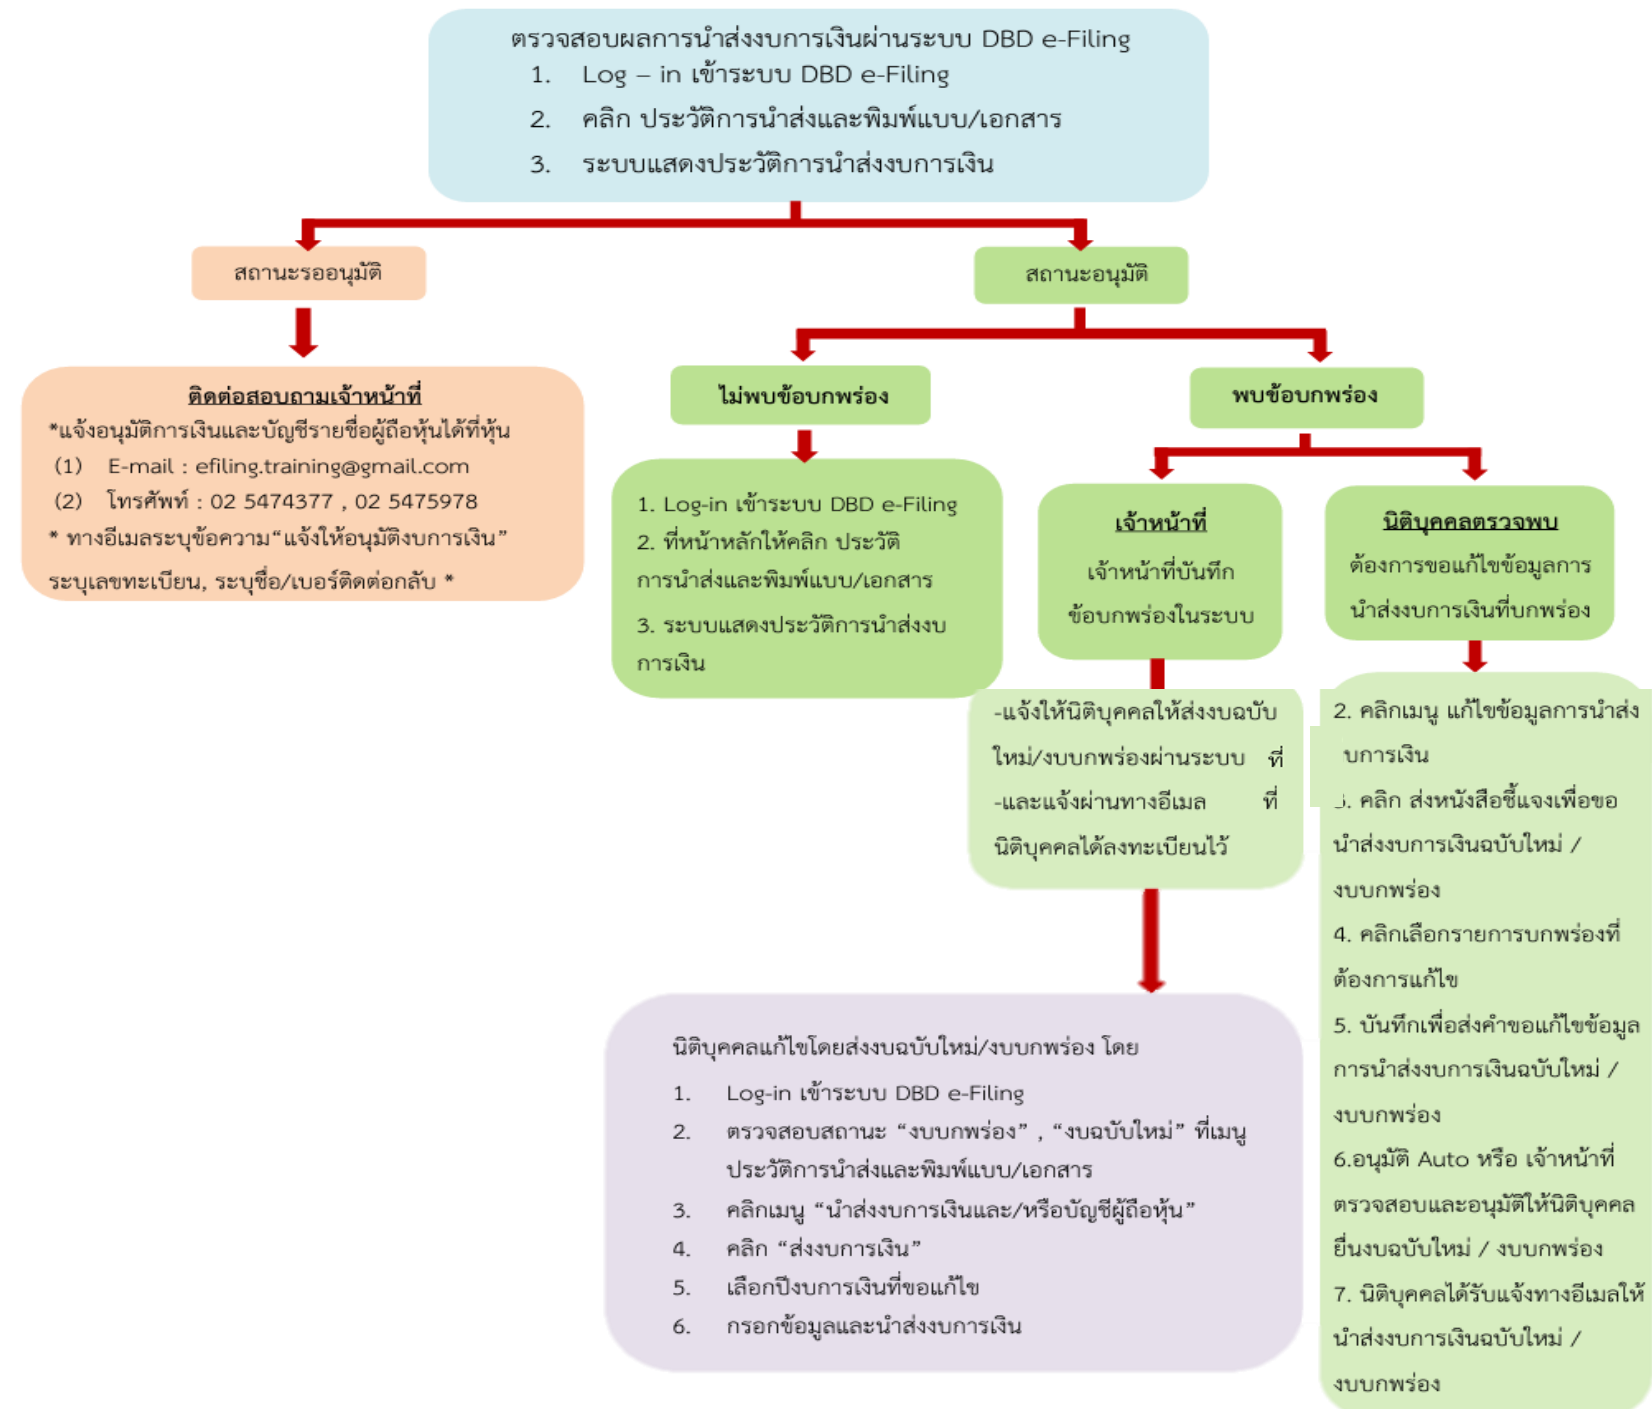 ตรวจสอบผลการนำส่งงบการเงินผ่านระบบ DBD e-Filing
1. Log – in เข้าระบบ DBD e-Filing
2. คลิก ประวัติการนำส่งและพิมพ์แบบ/เอกสาร
3. ระบบแสดงประวัติการนำส่งงบการเงิน
สถานะรออนุมัติ
สถานะอนุมัติ
ติดต่อสอบถามเจ้าหน้าที่
*แจ้งอนุมัติการเงินและบัญชีรายชื่อผู้ถือหุ้นได้ที่หุ้น
(1) E-mail : efiling.training@gmail.com
(2) โทรศัพท์ : 02 5474377 , 02 5475978
* ทางอีเมลระบุข้อความ“แจ้งให้อนุมัติงบการเงิน”
ระบุเลขทะเบียน, ระบุชื่อ/เบอร์ติดต่อกลับ *
ไม่พบข้อบกพร่อง
พบข้อบกพร่อง
1. Log-in เข้าระบบ DBD e-Filing
2. ที่หน้าหลักให้คลิก ประวัติ
การนำส่งและพิมพ์แบบ/เอกสาร
3. ระบบแสดงประวัติการนำส่งงบ
การเงิน
เจ้าหน้าที่
เจ้าหน้าที่บันทึก
ข้อบกพร่องในระบบ
นิติบุคคลตรวจพบ
ต้องการขอแก้ไขข้อมูลการ
นำส่งงบการเงินที่บกพร่อง
-แจ้งให้นิติบุคคลให้ส่งงบฉบับ
ใหม่/งบบกพร่องผ่านระบบ ที่
-และแจ้งผ่านทางอีเมล ที่
นิติบุคคลได้ลงทะเบียนไว้
2. คลิกเมนู แก้ไขข้อมูลการนำส่ง
บการเงิน
. คลิก ส่งหนังสือชี้แจงเพื่อขอ
นำส่งงบการเงินฉบับใหม่ /
งบบกพร่อง
4. คลิกเลือกรายการบกพร่องที่
ต้องการแก้ไข
5. บันทึกเพื่อส่งคำขอแก้ไขข้อมูล
การนำส่งงบการเงินฉบับใหม่ /
งบบกพร่อง
6.อนุมัติ Auto หรือ เจ้าหน้าที่
ตรวจสอบและอนุมัติให้นิติบุคคล
ยื่นงบฉบับใหม่ / งบบกพร่อง
7. นิติบุคคลได้รับแจ้งทางอีเมลให้
นำส่งงบการเงินฉบับใหม่ /
งบบกพร่อง
นิติบุคคลแก้ไขโดยส่งงบฉบับใหม่/งบบกพร่อง โดย
1. Log-in เข้าระบบ DBD e-Filing
2. ตรวจสอบสถานะ “งบบกพร่อง” , “งบฉบับใหม่” ที่เมนู
ประวัติการนำส่งและพิมพ์แบบ/เอกสาร
3. คลิกเมนู “นำส่งงบการเงินและ/หรือบัญชีผู้ถือหุ้น”
4. คลิก “ส่งงบการเงิน”
5. เลือกปีงบการเงินที่ขอแก้ไข
6. กรอกข้อมูลและนำส่งงบการเงิน